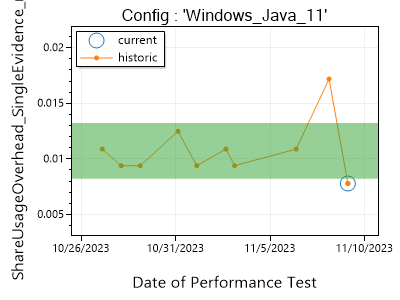 Config : 'Windows_Java_11'
ShareUsageOverhead_SingleEvidence_
current
historic
0.02
0.015
0.01
0.005
10/26/2023
10/31/2023
11/5/2023
11/10/2023
Date of Performance Test